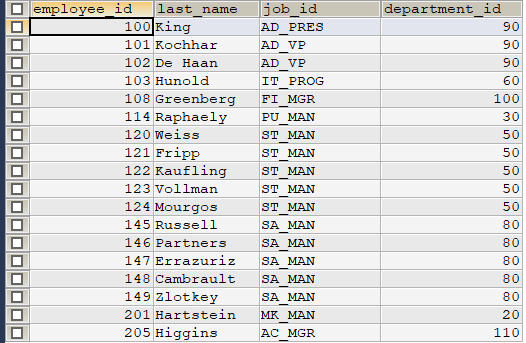 employee_id last_name job_id department_id
100 King AD_PRES 90
101 Kochhar AD_VP 90
102 De Haan AD_VP 90
103 Hunold IT_PROG 60
108 Greenberg FI_MGR 100
114 Raphaely PU_MAN 30
120 Weiss ST_MAN 50
121 Fripp ST_MAN 50
122 Kaufling ST_MAN 50
123 Vollman ST_MAN 50
124 Mourgos ST_MAN 50
145 Russell SA_MAN 80
146 Partners SA_MAN 80
147 Errazuriz SA_MAN 80
148 Cambrault SA_MAN 80
149 Zlotkey SA_MAN 80
201 Hartstein MK_MAN 20
205 Higgins AC_MGR 110